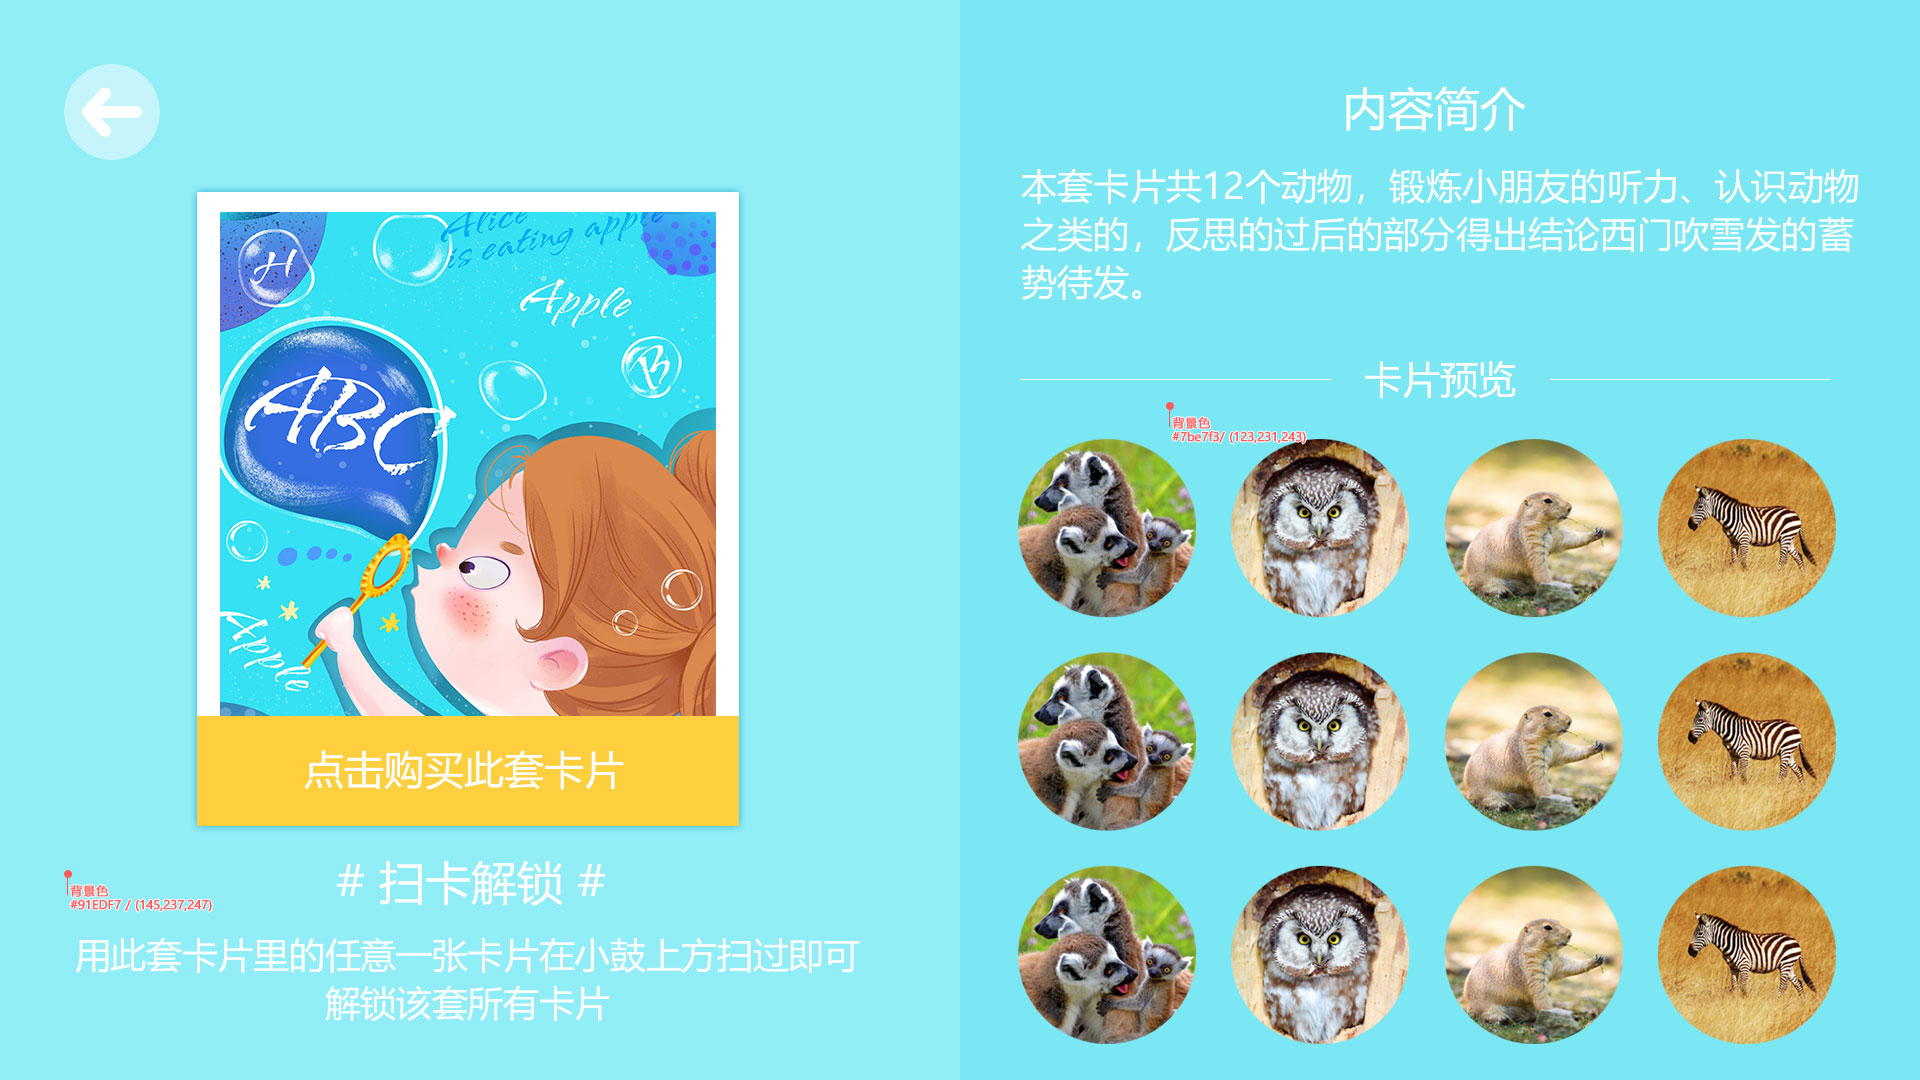 Alice
is eating apple
H
Apple
B
ABC
Apple
点击购买此套卡片
# 扫卡解锁 #
背景色
#91EDF7 / (145,237,247)
用此套卡片里的任意一张卡片在小鼓上方扫过即可
解锁该套所有卡片
内容简介
本套卡片共12个动物，锻炼小朋友的听力、认识动物
之类的，反思的过后的部分得出结论西门吹雪发的蓄
势待发。
卡片预览
背景色
#7be7f3/ (123,231,243)